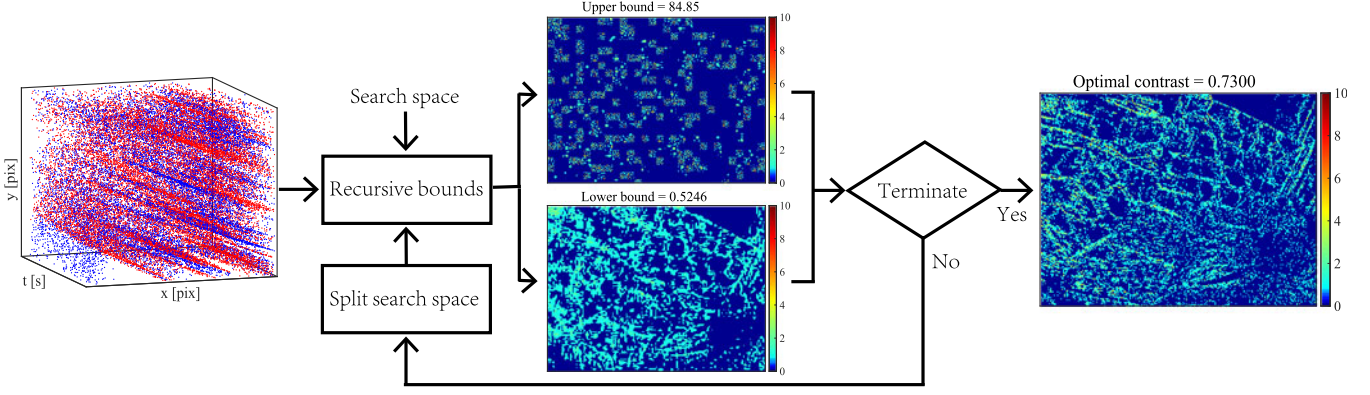 y [pix]
t [s]
x [pix]
Search space
Recursive bounds
Split search space
Upper bound = 84.85
10
8
6
4
2
0
Lower bound = 0.5246
10
8
6
4
2
0
Terminate
Yes
No
Optimal contrast = 0.7300
10
8
6
4
2
0